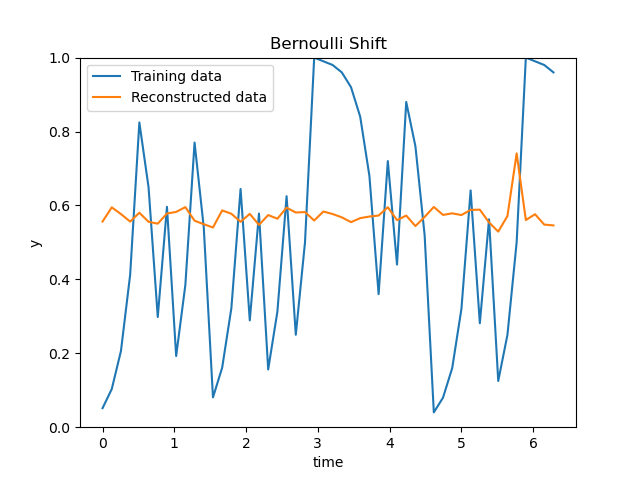 Bernoulli Shift
Training data
Reconstructed data
y
1.0
0.8
0.6
0.4
0.2
0.0
0 1 2 3 4 5 6
time